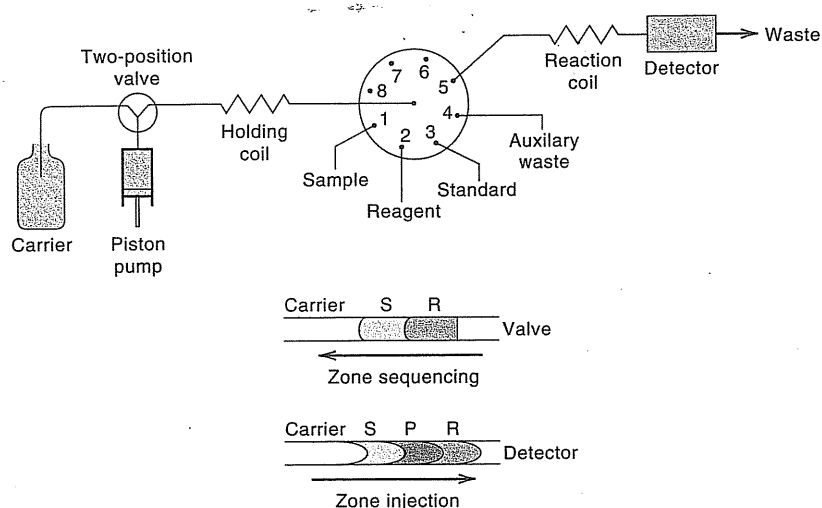 Two-position
valve
Holding
coil
Carrier
Piston
pump
1
2
3
4
5
6
7
8
Sample
Reagent
Standard
Auxilary
waste
Reaction
coil
Detector
Waste
Carrier S R
Valve
Zone sequencing
Carrier S P R
Detector
Zone injection